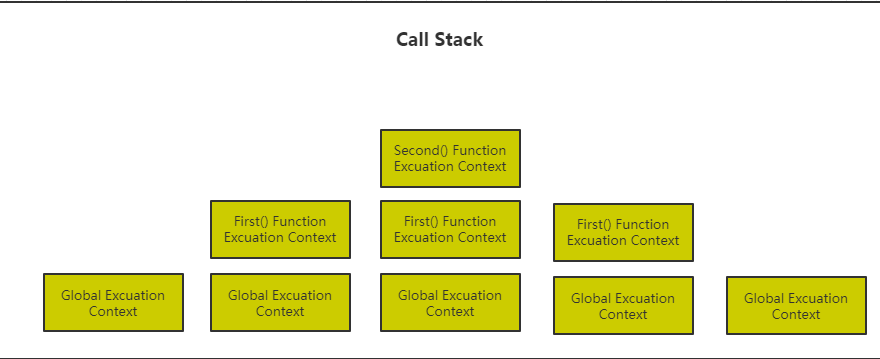 Call Stack
Second() Function
Excuation Context
First() Function
Excuation Context
First() Function
Excuation Context
First() Function
Excuation Context
Global Excuation
Context
Global Excuation
Context
Global Excuation
Context
Global Excuation
Context
Global Excuation
Context